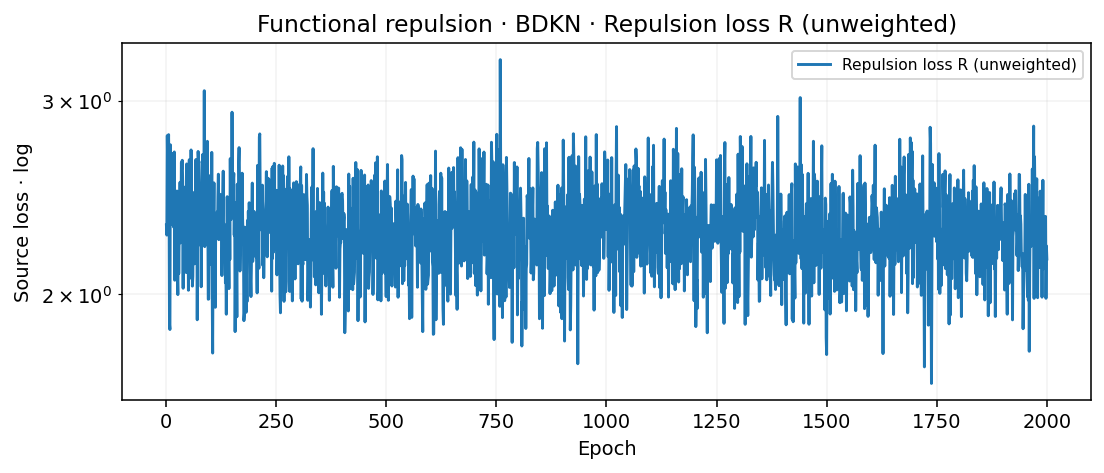 Functional repulsion · BDKN · Repulsion loss R (unweighted)
Repulsion loss R (unweighted)
Source loss · log
3 × 10⁰
2 × 10⁰
0 250 500 750 1000 1250 1500 1750 2000
Epoch